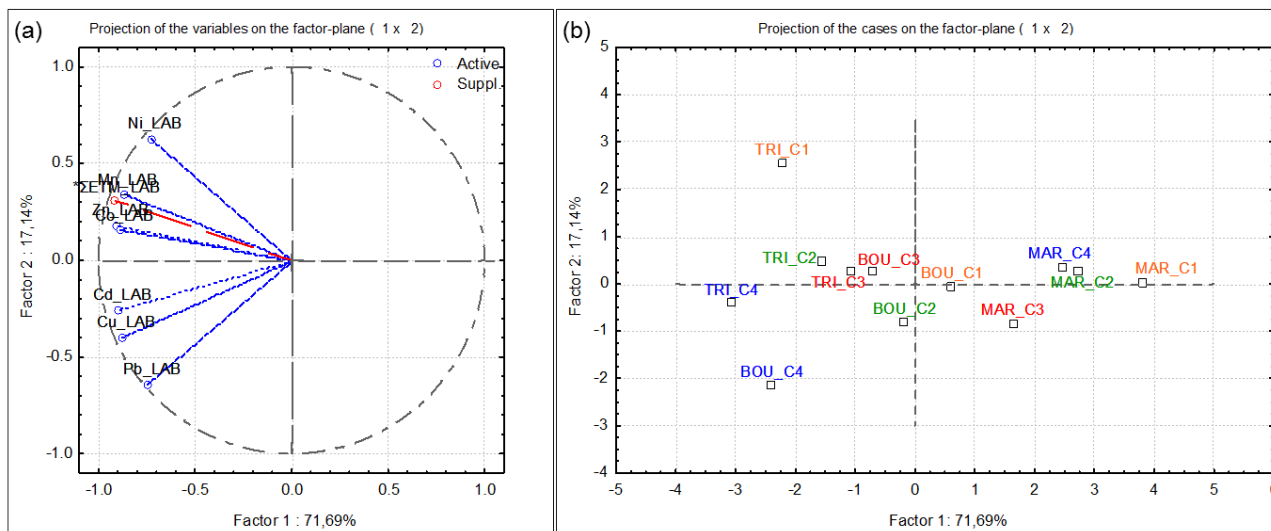 (a)
Projection of the variables on the factor-plane ( 1 x 2)
Active
Suppl.
1.0
0.5
0.0
-0.5
-1.0
Factor 2 : 17,14%
Ni_LAB
Mn_LAB
*ΣETM_LAB
Zn_LAB
Co_LAB
Cd_LAB
Cu_LAB
Pb_LAB
-1.0 -0.5 0.0 0.5 1.0
Factor 1 : 71,69%
(b)
Projection of the cases on the factor-plane ( 1 x 2)
5
4
3
2
1
0
-1
-2
-3
-4
Factor 2: 17,14%
TRI_C1
TRI_C2
BOU_C3
TRI_C3
TRI_C4
BOU_C1
BOU_C2
BOU_C4
MAR_C4
MAR_C1
MAR_C2
MAR_C3
-5 -4 -3 -2 -1 0 1 2 3 4 5
Factor 1: 71,69%